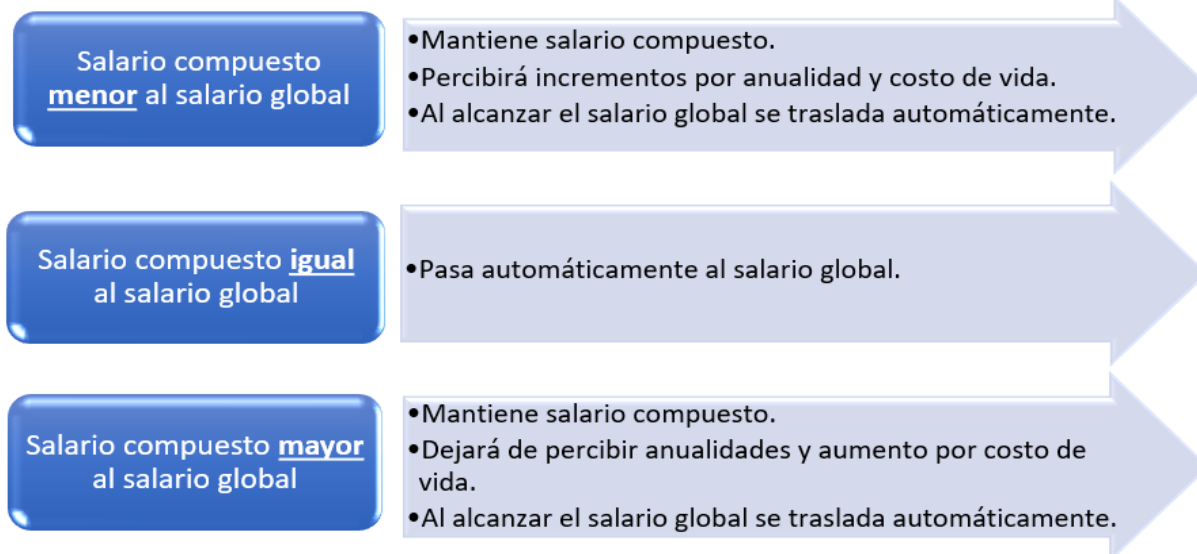 Salario compuesto
menor al salario global
•Mantiene salario compuesto.
•Percibirá incrementos por anualidad y costo de vida.
•Al alcanzar el salario global se traslada automáticamente.
Salario compuesto igual
al salario global
•Pasa automáticamente al salario global.
Salario compuesto mayor
al salario global
•Mantiene salario compuesto.
•Dejará de percibir anualidades y aumento por costo de
vida.
•Al alcanzar el salario global se traslada automáticamente.